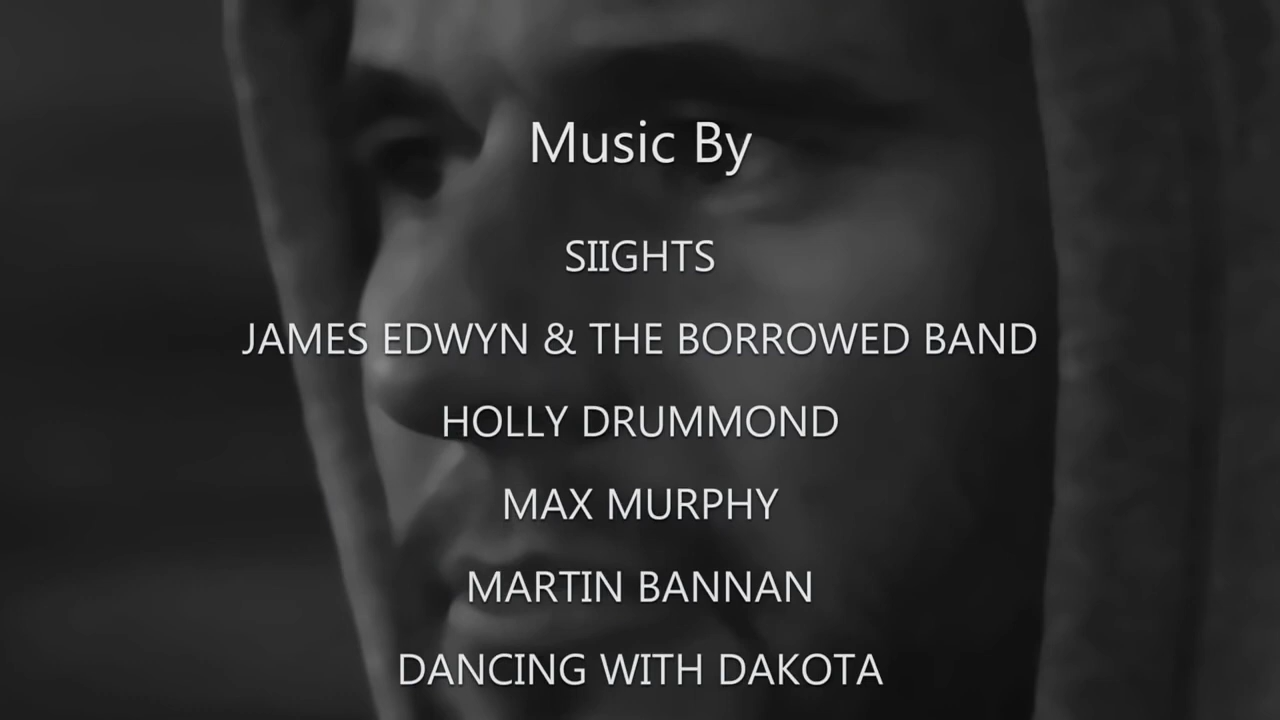 Music By
SIIGHTS
JAMES EDWYN & THE BORROWED BAND
HOLLY DRUMMOND
MAX MURPHY
MARTIN BANNAN
DANCING WITH DAKOTA